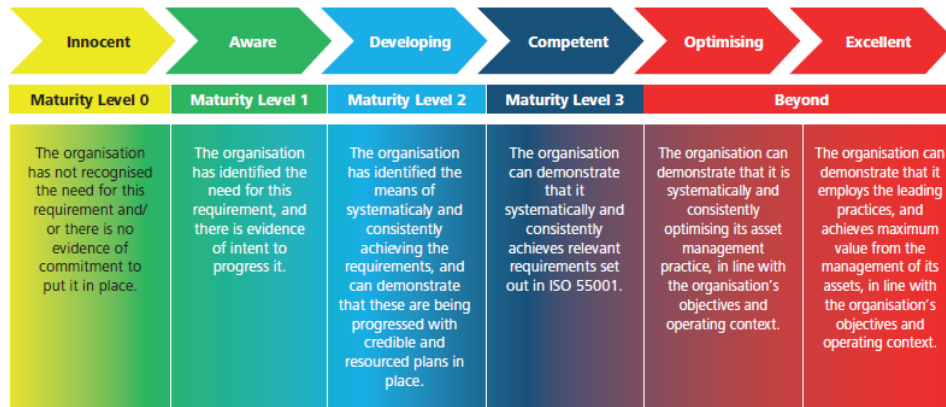 Innocent
Aware
Developing
Competent
Optimising
Excellent
Maturity Level 0
Maturity Level 1
Maturity Level 2
Maturity Level 3
Beyond
The organisation
has not recognised
the need for this
requirement and/
or there is no
evidence of
commitment to
put it in place.
The organisation
has identified the
need for this
requirement, and
there is evidence
of intent to
progress it.
The organisation
has identified the
means of
systematicaly and
consistently
achieving the
requirements, and
can demonstrate
that these are being
progressed with
credible and
resourced plans in
place.
The organisation
can demonstrate
that it
systematically and
consistently
achieves relevant
requirements set
out in ISO 55001.
The organisation can
demonstrate that it is
systematically and
consistently
optimising its asset
management
practice, in line with
the organisation’s
objectives and
operating context.
The organisation can
demonstrate that it
employs the leading
practices, and
achieves maximum
value from the
management of its
assets, in line with
the organisation’s
objectives and
operating context.